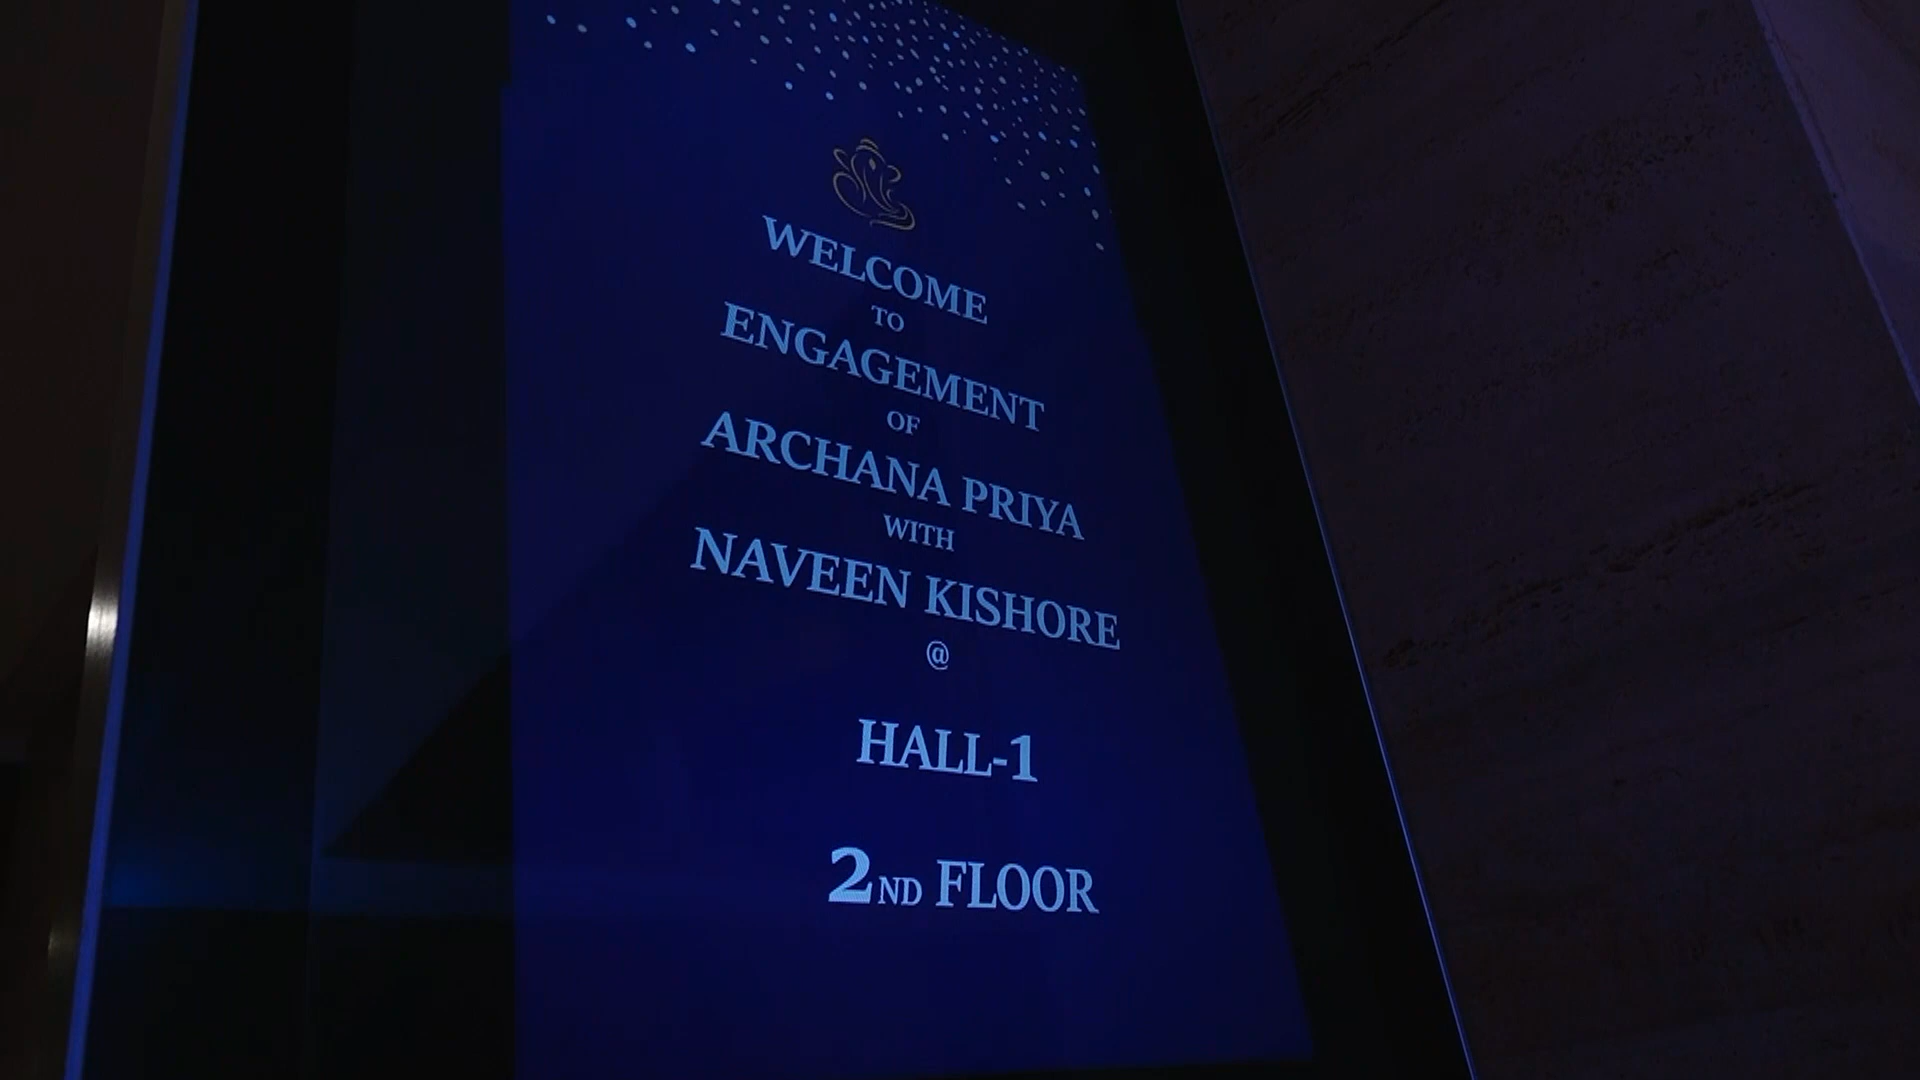 WELCOME
TO
ENGAGEMENT
OF
ARCHANA PRIYA
WITH
NAVEEN KISHORE
@
HALL-1
2ND FLOOR